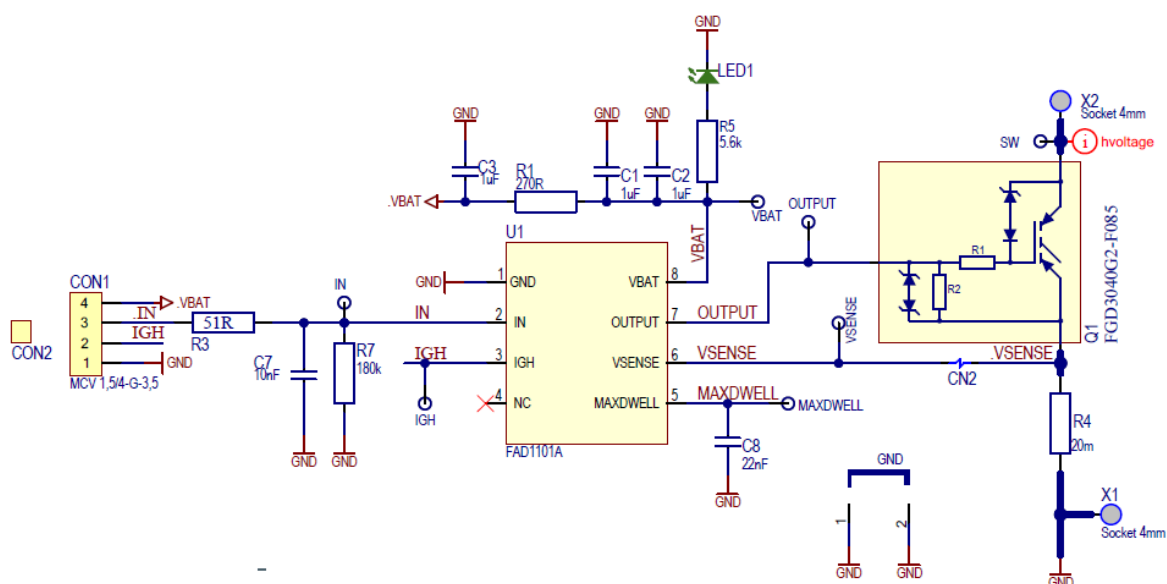 GND
LED1
X2
Socket 4mm
SW
i
hvoltage
GND
GND
GND
R5
5.6k
C3
1uF
R1
270R
C1
1uF
C2
1uF
.VBAT
VBAT
OUTPUT
U1
VBAT
FGD3040G2-F085
Q1
R1
R2
GND
1
GND
VBAT
8
CON1
4
.VBAT
3
.IN
2
IGH
1
GND
MCV 1,5/4-G-3,5
CON2
51R
R3
IN
IN
2
IN
OUTPUT
7
OUTPUT
VSENSE
C7
10nF
R7
180k
IGH
3
IGH
VSENSE
6
VSENSE
CN2
.VSENSE
IGH
4
NC
MAXDWELL
5
MAXDWELL
MAXDWELL
FAD1101A
C8
22nF
R4
20m
GND
GND
GND
GND
1
2
GND
GND
X1
Socket 4mm
GND